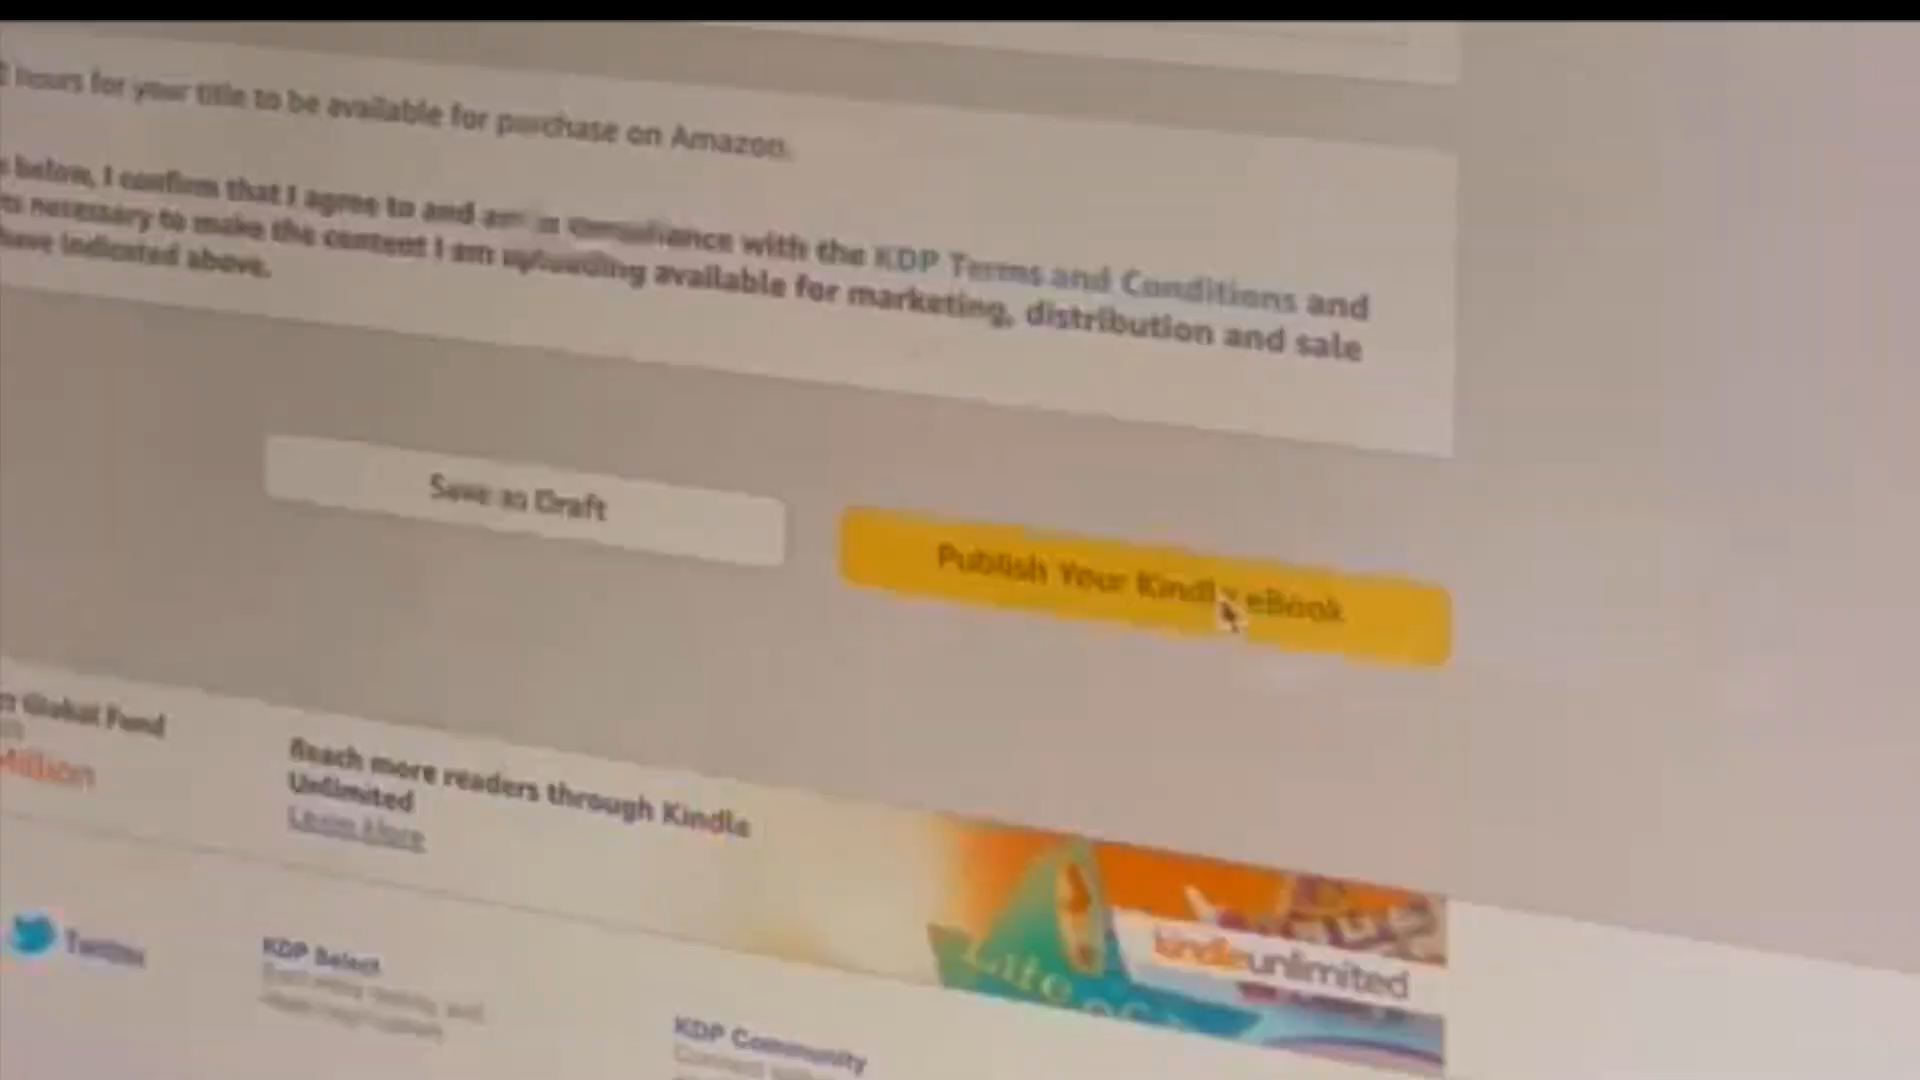 hours for your title to be available for purchase on Amazon.
below, I confirm that I agree to and am in compliance with the KDP Terms and Conditions and
necessary to make the content I am uploading available for marketing, distribution and sale
have indicated above.
Save as Draft
Publish Your Kindle eBook
Global Fund
Million
Reach more readers through Kindle
Unlimited
Learn More
Life of
kindleunlimited
Twitter
KDP Select
KDP Community